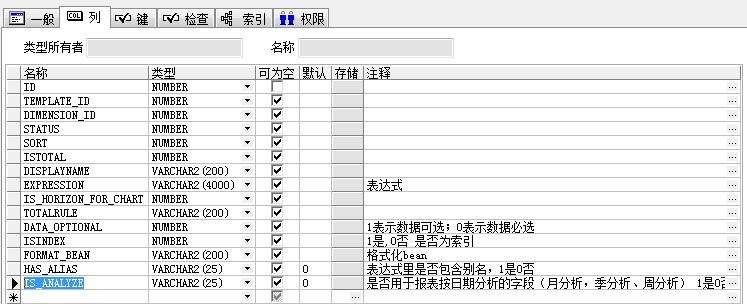 一般 列 键 检查 索引 权限
类型所有者 名称
名称 类型 可为空 默认 存储 注释
ID NUMBER
TEMPLATE_ID NUMBER
DIMENSION_ID NUMBER
STATUS NUMBER
SORT NUMBER
ISTOTAL NUMBER
DISPLAYNAME VARCHAR2(200)
EXPRESSION VARCHAR2(4000) 表达式
IS_HORIZON_FOR_CHART NUMBER
TOTALRULE VARCHAR2(200)
DATA_OPTIONAL NUMBER 1表示数据可选；0表示数据必选
ISINDEX NUMBER 1是,0否 是否为索引
FORMAT_BEAN VARCHAR2(200) 格式化bean
HAS_ALIAS VARCHAR2(25) 0 表达式里是否包含别名，1是0否
IS_ANALYZE VARCHAR2(25) 0 是否用于报表按日期分析的字段（月分析，季分析、周分析） 1是0